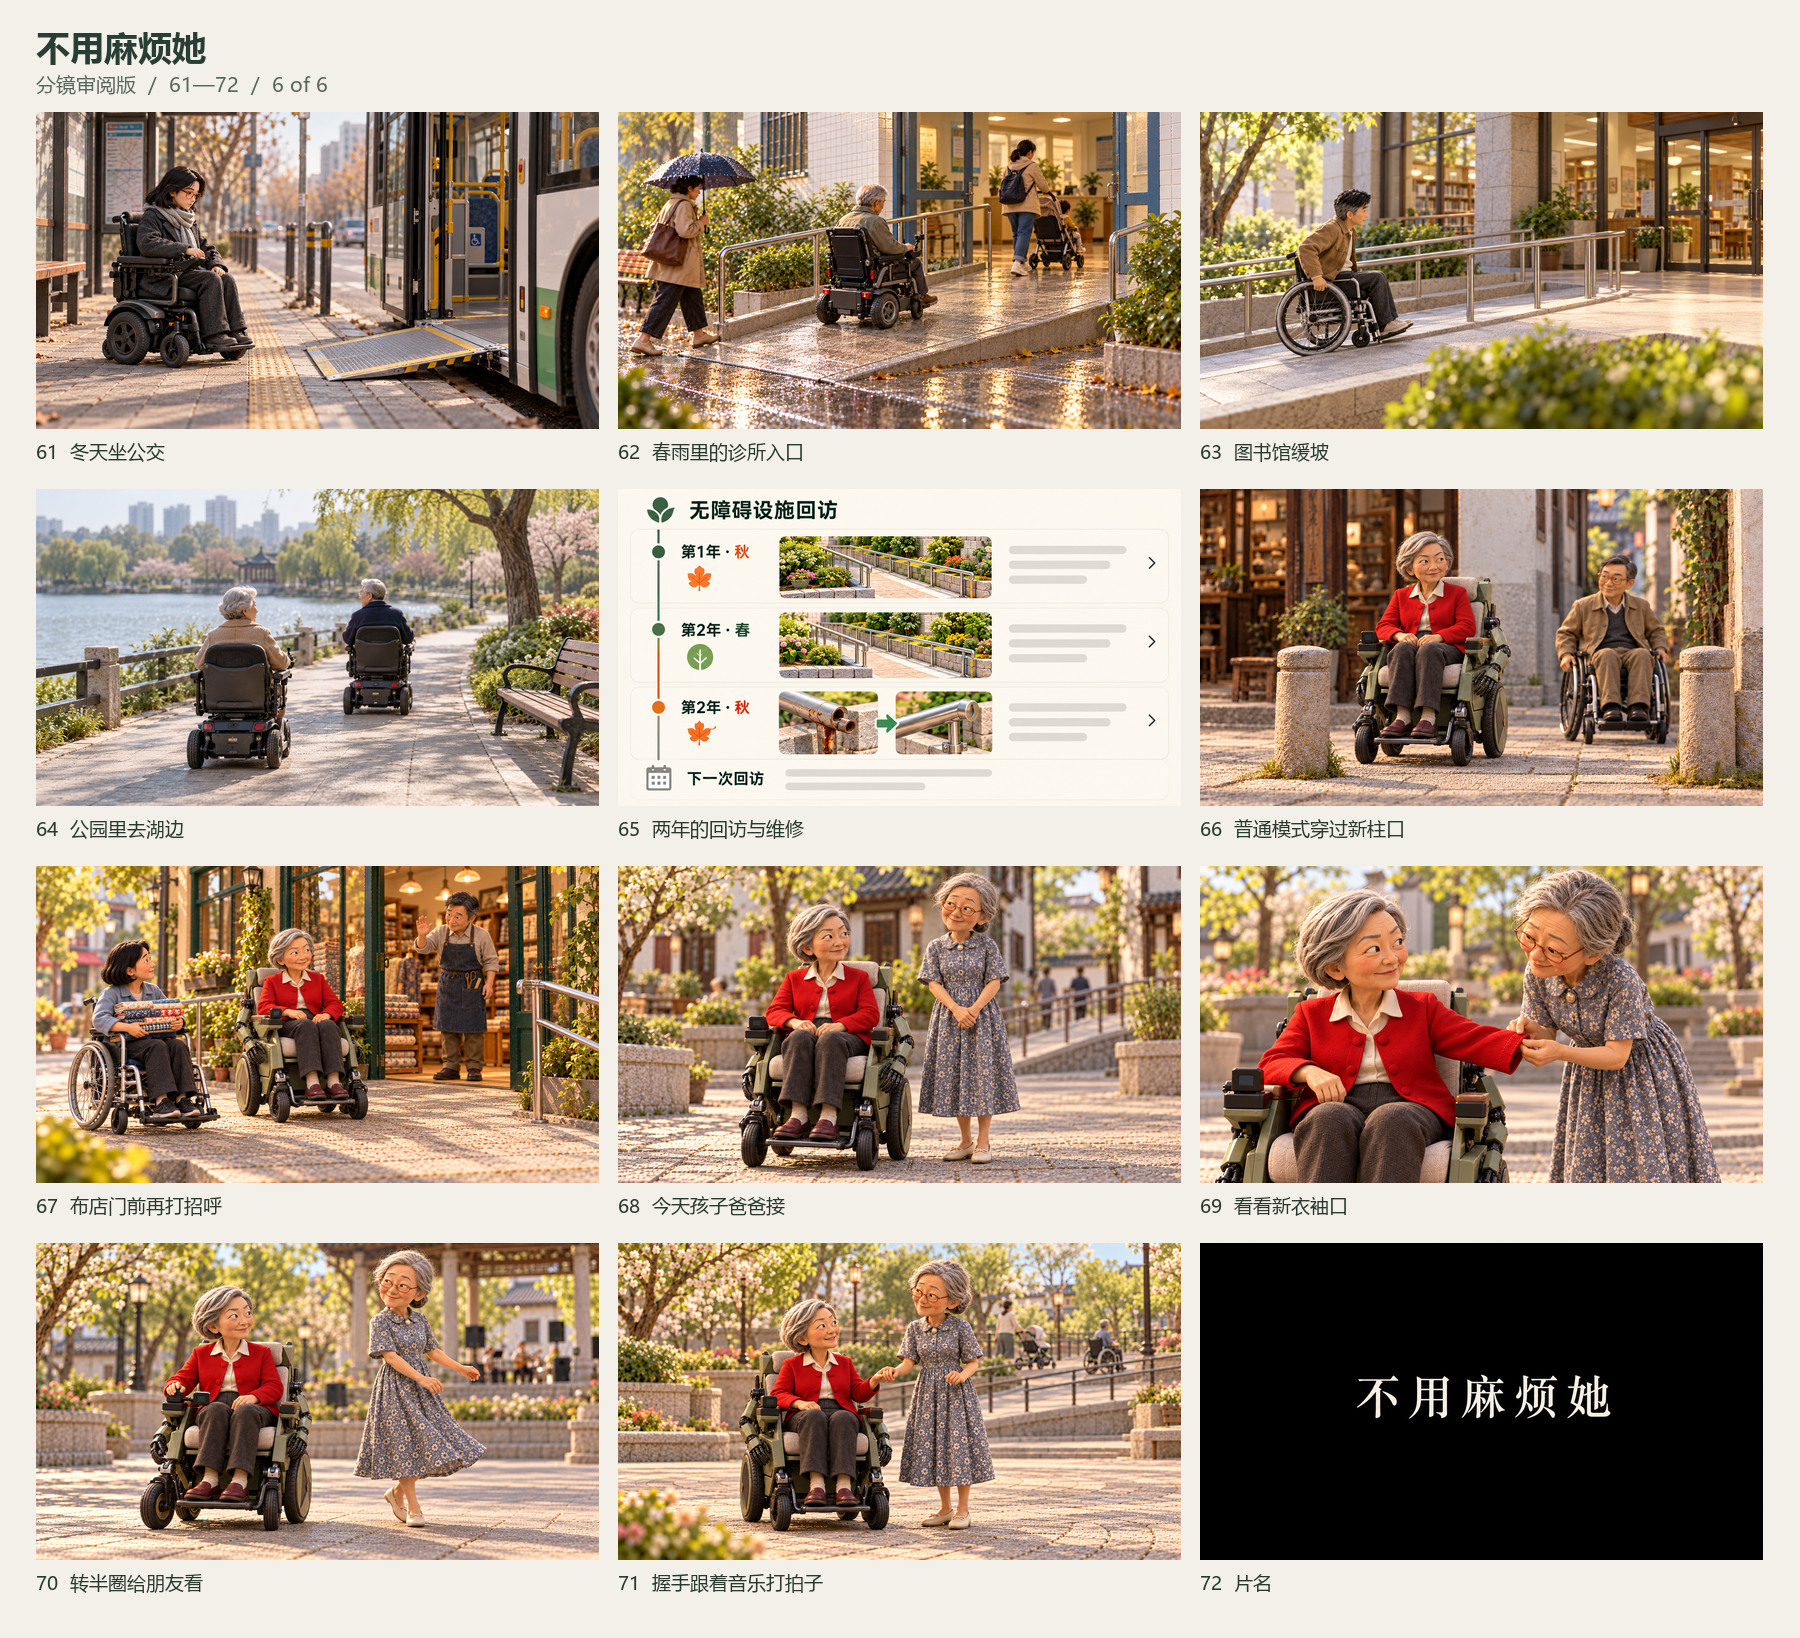 不用麻烦她
分镜审阅版 / 61—72 / 6 of 6
61 冬天坐公交
62 春雨里的诊所入口
63 图书馆缓坡
无障碍设施回访
第1年·秋
第2年·春
第2年·秋
下一次回访
64 公园里去湖边
65 两年的回访与维修
66 普通模式穿过新柱口
67 布店门前再打招呼
68 今天孩子爸爸接
69 看看新衣袖口
不用麻烦她
70 转半圈给朋友看
71 握手跟着音乐打拍子
72 片名